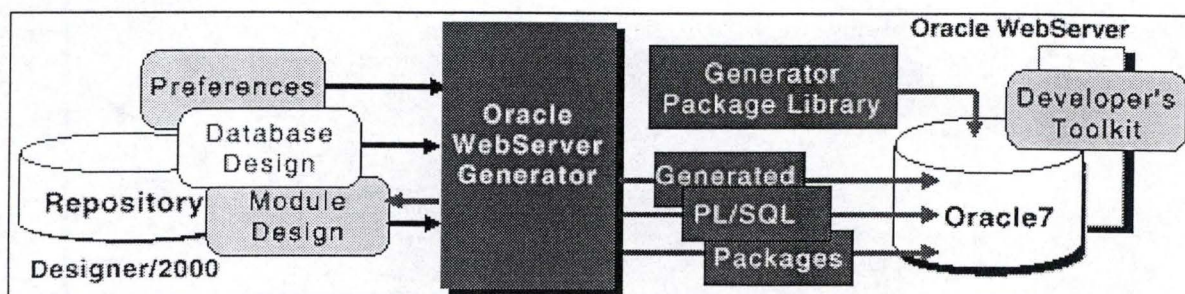 Oracle WebServer
Preferences
Database
Design
Repository
Module
Design
Designer/2000
Oracle
WebServer
Generator
Generator
Package Library
Generated
PL/SQL
Packages
Developer's
Toolkit
Oracle7